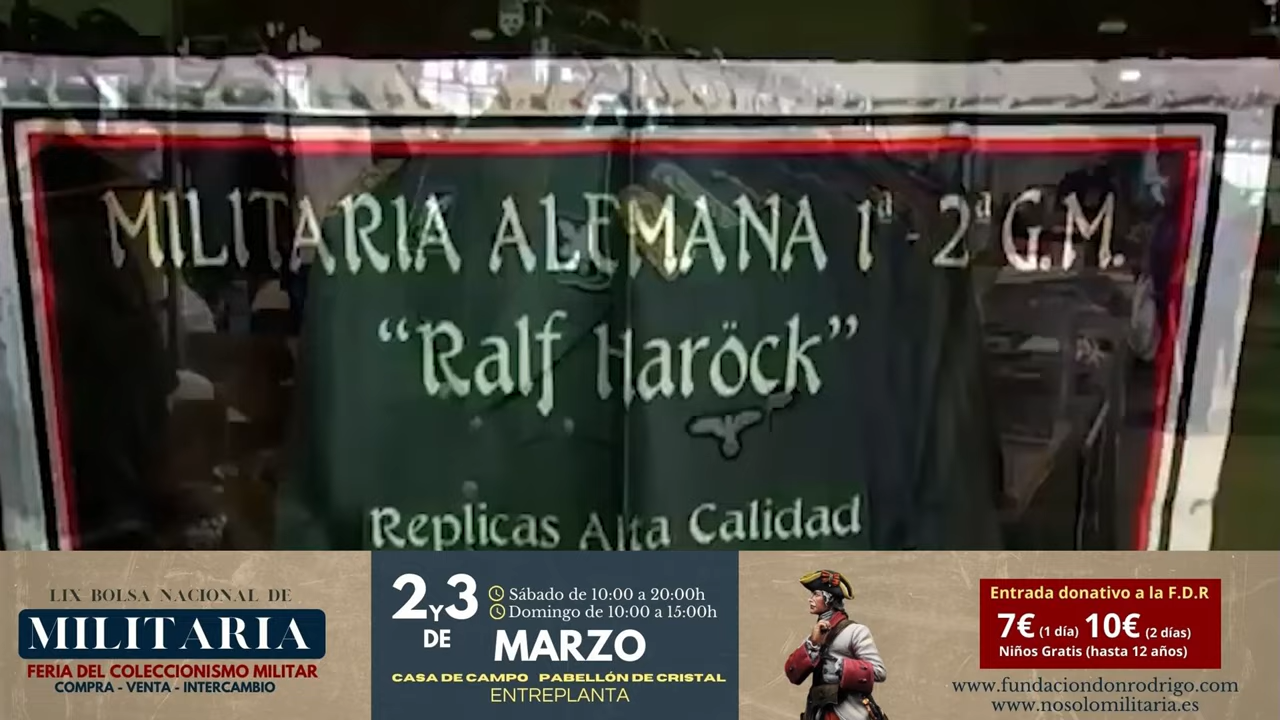 MILITARIA ALEMANA 1ª - 2ª G.M.
“Ralf Haröck”
Replicas Alta Calidad
LIX BOLSA NACIONAL DE
MILITARIA
FERIA DEL COLECCIONISMO MILITAR
COMPRA - VENTA - INTERCAMBIO
2Y3
DE
MARZO
Sábado de 10:00 a 20:00h
Domingo de 10:00 a 15:00h
CASA DE CAMPO PABELLÓN DE CRISTAL
ENTREPLANTA
Entrada donativo a la F.D.R
7€ (1 día) 10€ (2 días)
Niños Gratis (hasta 12 años)
www.fundaciondonrodrigo.com
www.nosolomilitaria.es